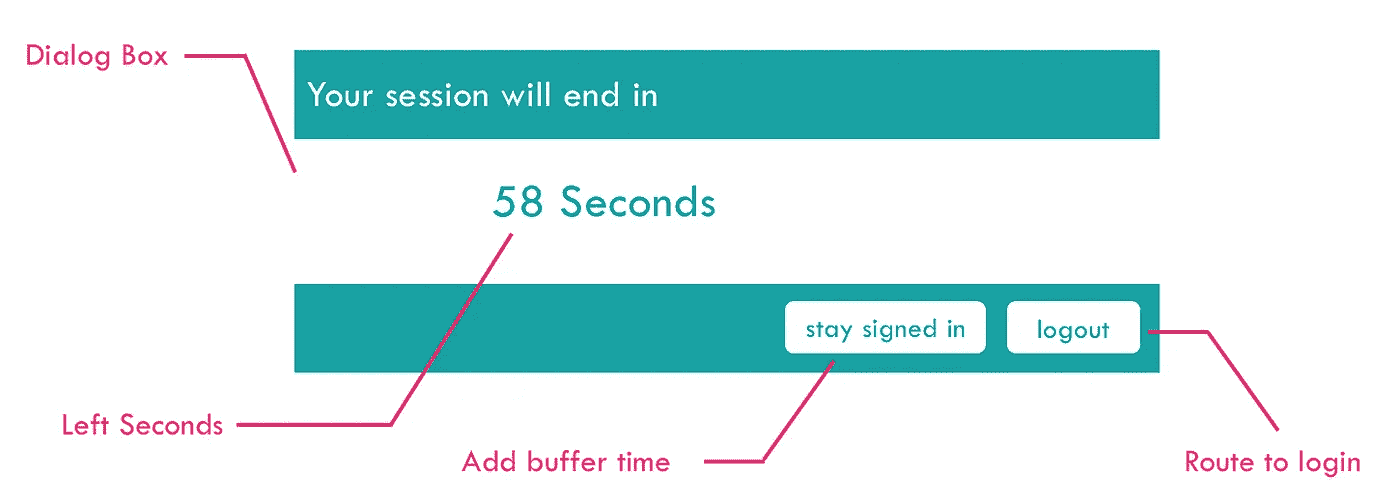 Dialog Box
Your session will end in
58 Seconds
stay signed in
logout
Left Seconds
Add buffer time
Route to login